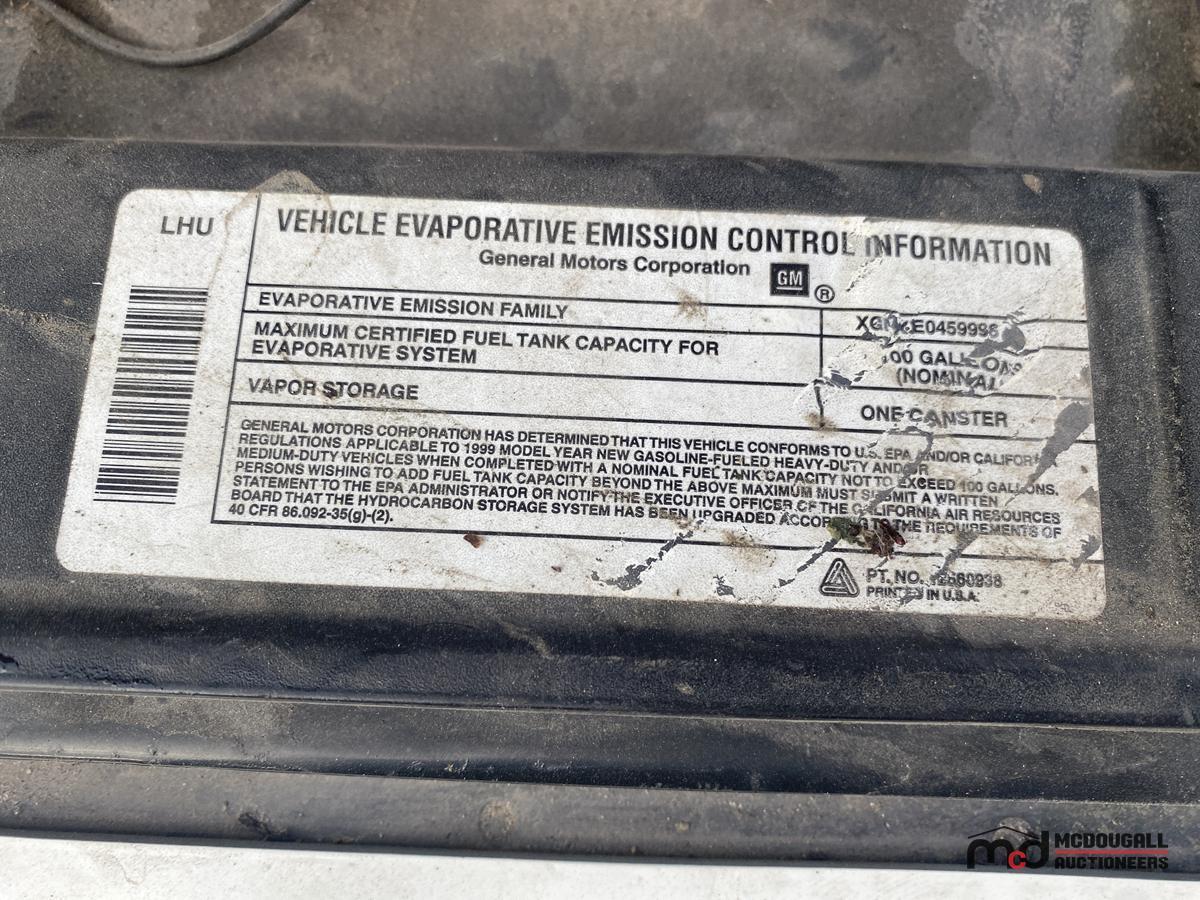 LHU
VEHICLE EVAPORATIVE EMISSION CONTROL INFORMATION
General Motors Corporation GM ®
EVAPORATIVE EMISSION FAMILY
MAXIMUM CERTIFIED FUEL TANK CAPACITY FOR
EVAPORATIVE SYSTEM
100 GALLONS
(NOMINAL
VAPOR STORAGE
ONE CANSTER
GENERAL MOTORS CORPORATION HAS DETERMINED THAT THIS VEHICLE CONFORMS TO U.S. EPA AND/OR CALIFOR
REGULATIONS APPLICABLE TO 1999 MODEL YEAR NEW GASOLINE-FUELED HEAVY-DUTY AND/OR
MEDIUM-DUTY VEHICLES WHEN COMPLETED WITH A NOMINAL FUEL TANK CAPACITY NOT TO EXCEED 100 GALLONS.
PERSONS WISHING TO ADD FUEL TANK CAPACITY BEYOND THE ABOVE MAXIMUM MUST SUBMIT A WRITTEN
STATEMENT TO THE EPA ADMINISTRATOR OR NOTIFY THE EXECUTIVE OFFICER OF THE CALIFORNIA AIR RESOURCES
BOARD THAT THE HYDROCARBON STORAGE SYSTEM HAS BEEN UPGRADED ACCORDING TO THE REQUIREMENTS OF
40 CFR 86.092-35(g)-(2).
PT. NO.
PRINTED IN U.S.A.
mcd MCDOUGALL
AUCTIONEERS